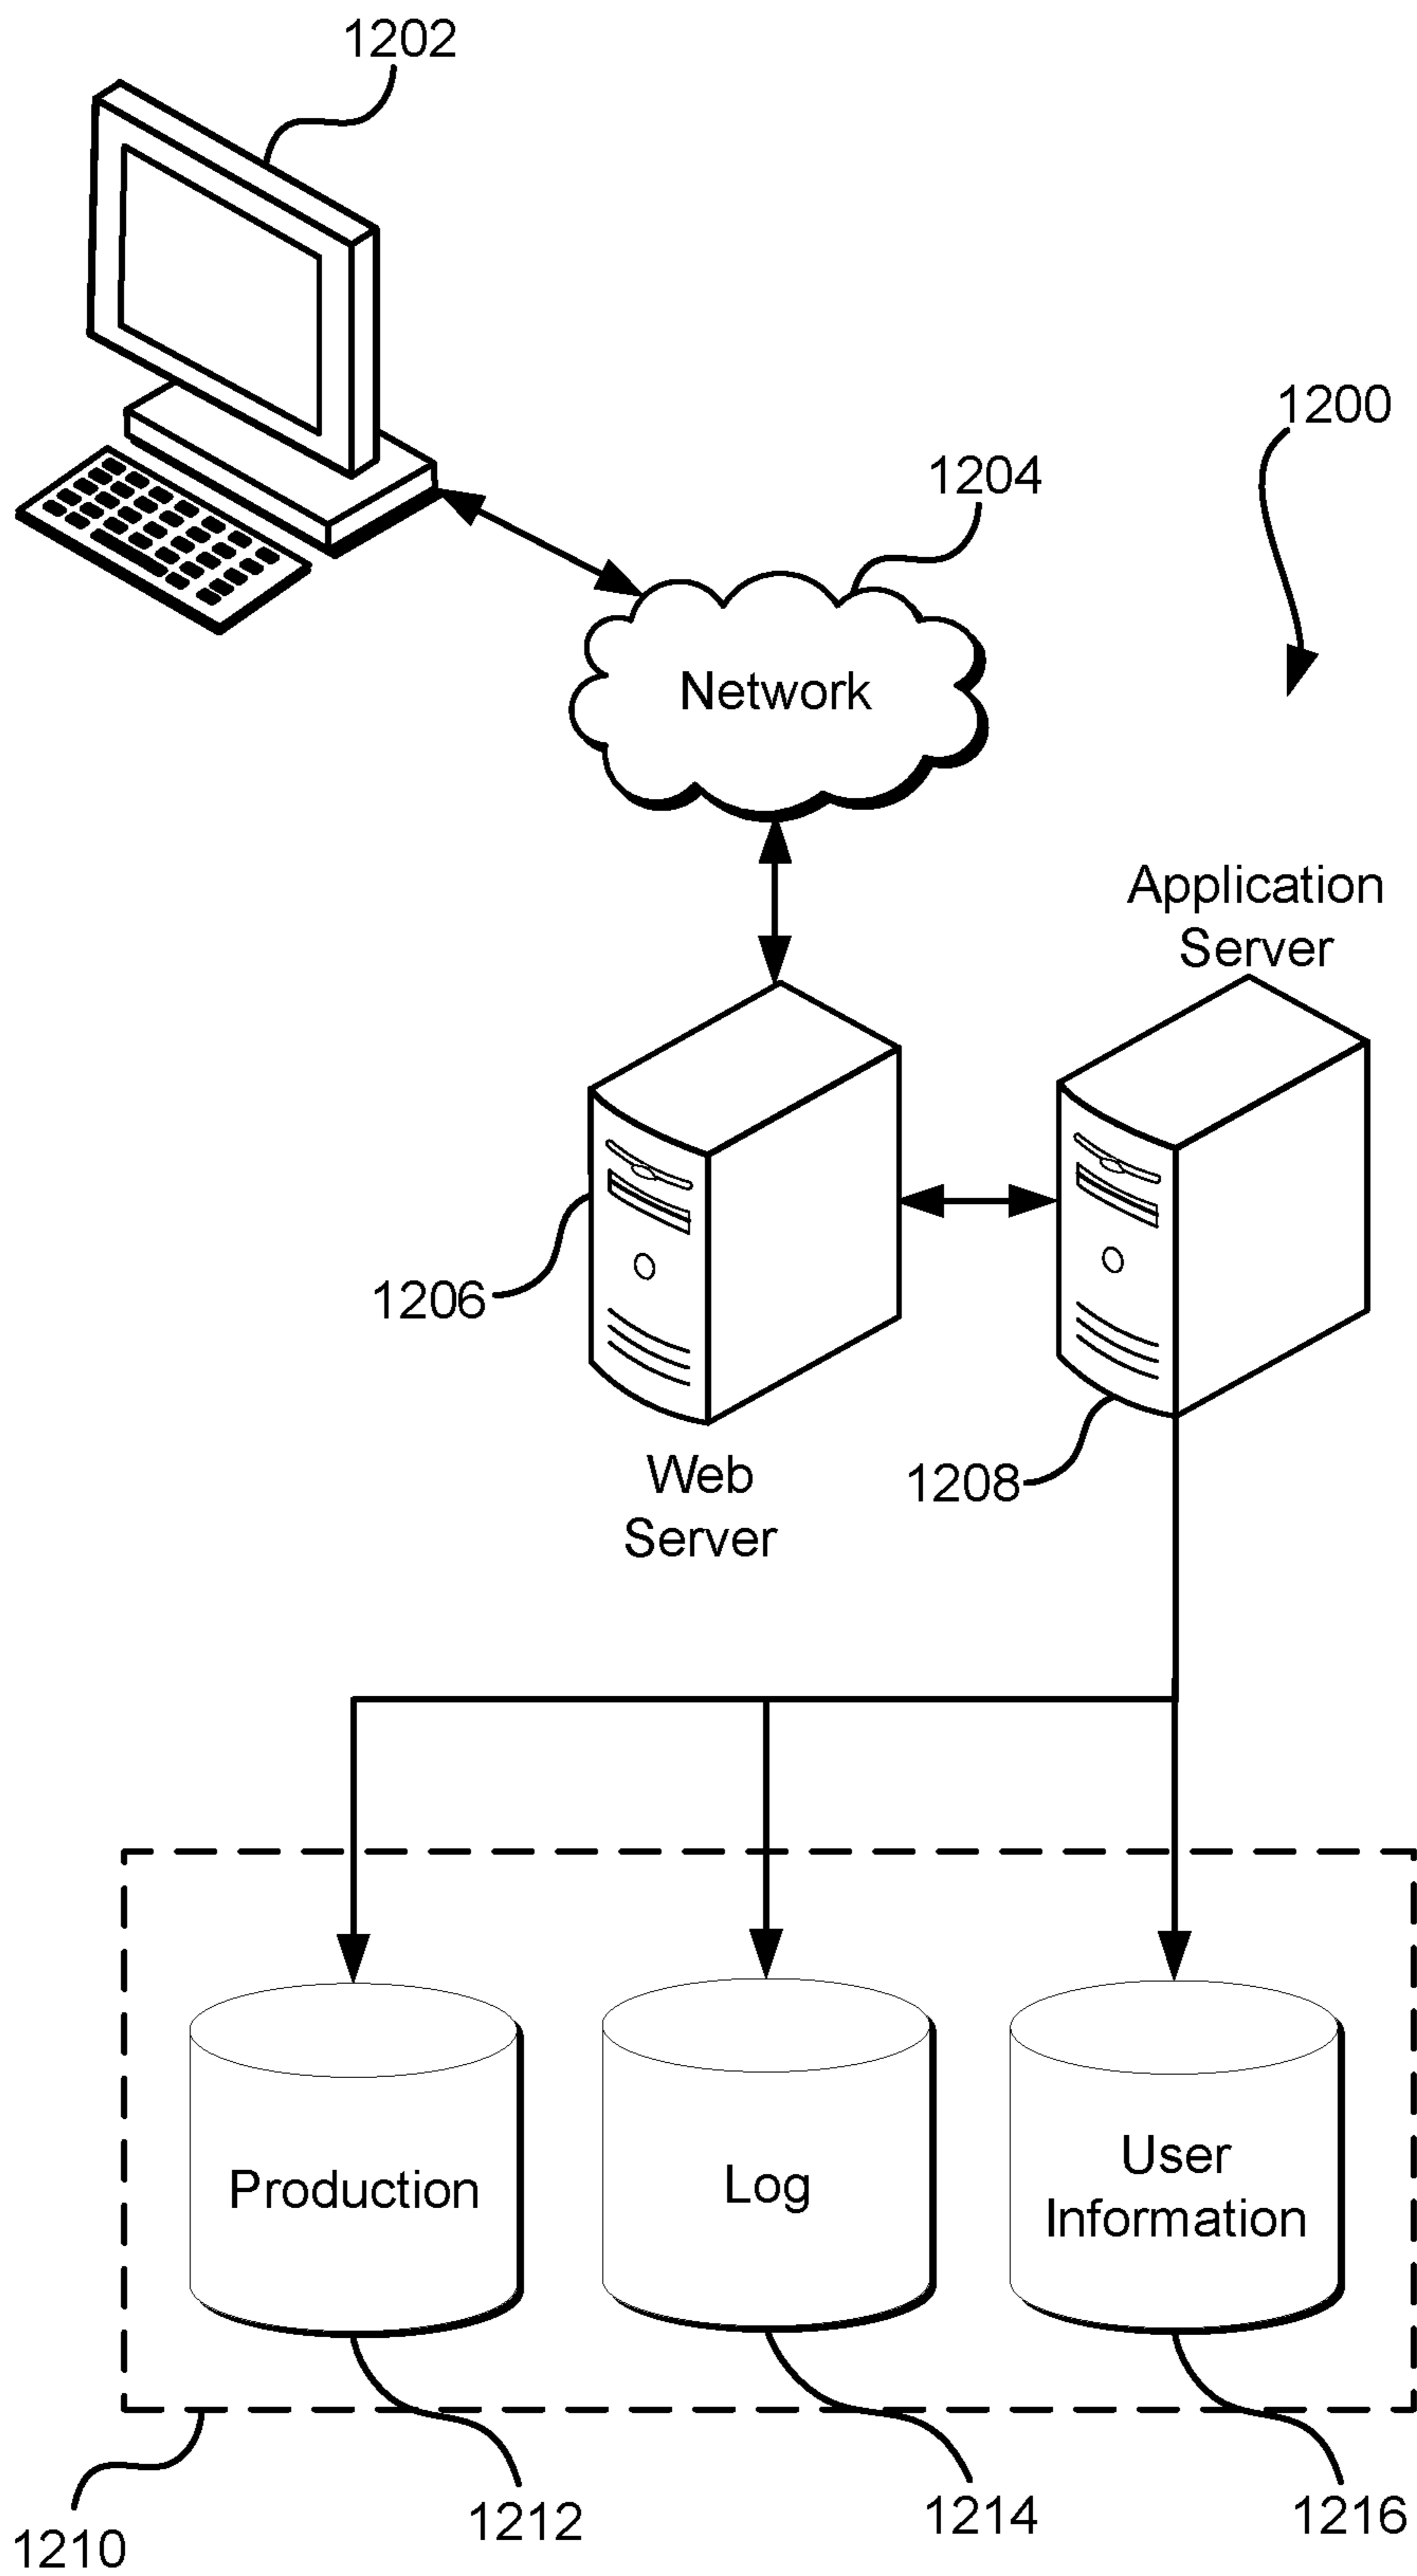 1202
1200
1204
Network
Application
Server
1206
Web
Server
1208
Production
Log
User
Information
1210
1212
1214
1216